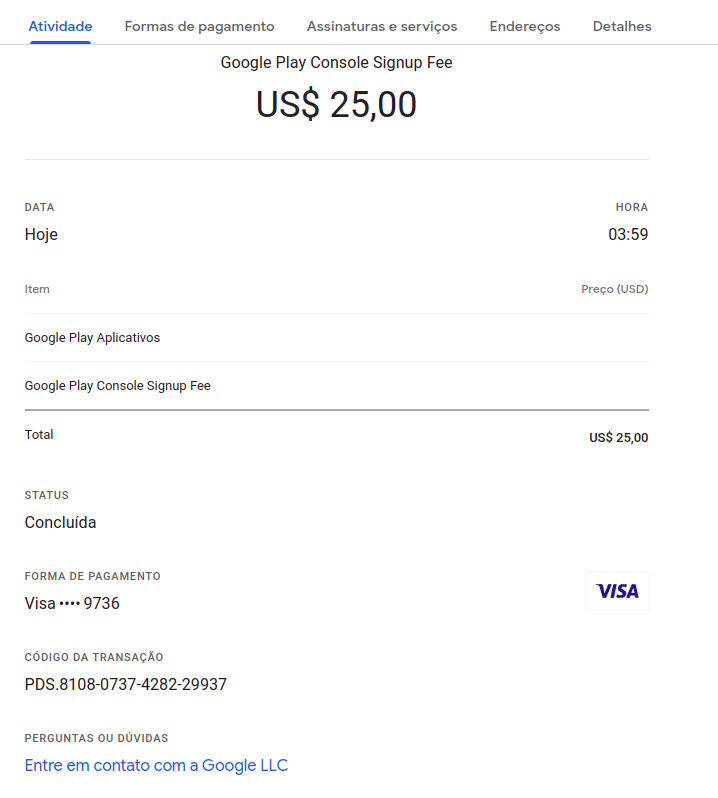 Atividade Formas de pagamento Assinaturas e serviços Endereços Detalhes
Google Play Console Signup Fee
US$ 25,00
DATA HORA
Hoje 03:59
Item Preço (USD)
Google Play Aplicativos
Google Play Console Signup Fee
Total US$ 25,00
STATUS
Concluída
FORMA DE PAGAMENTO
Visa •••• 9736 VISA
CÓDIGO DA TRANSAÇÃO
PDS.8108-0737-4282-29937
PERGUNTAS OU DÚVIDAS
Entre em contato com a Google LLC